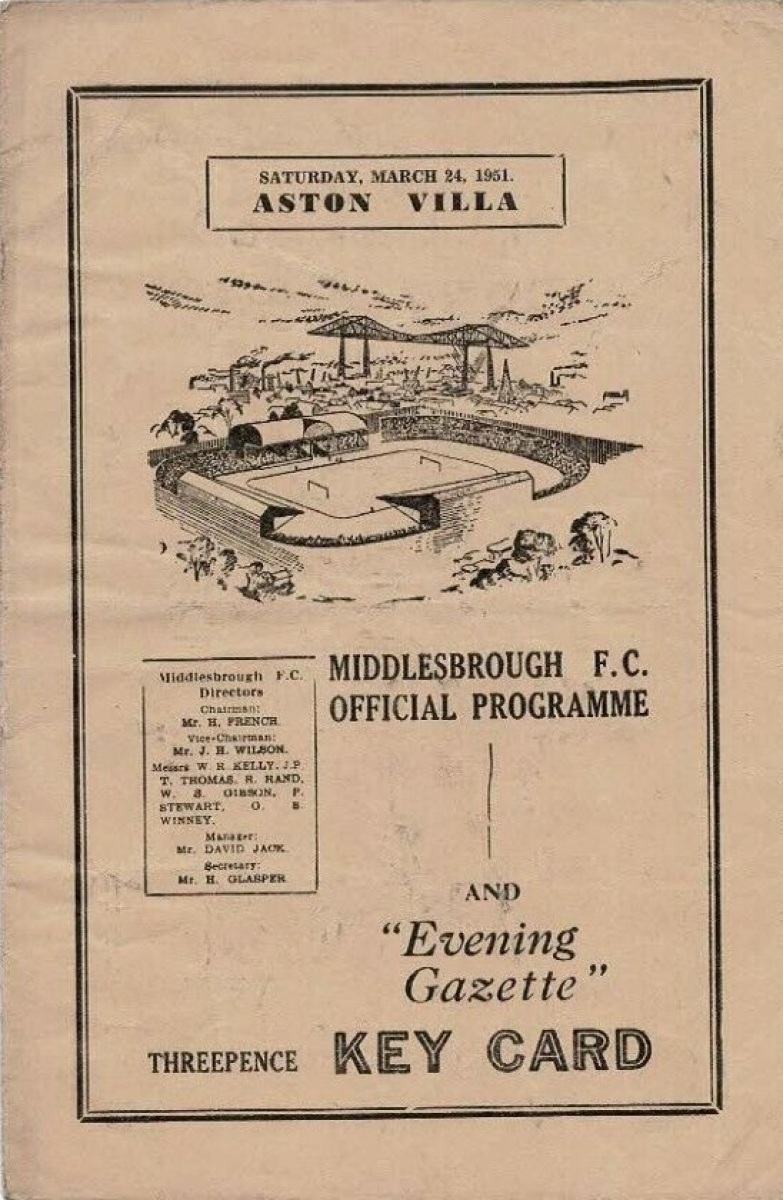 SATURDAY, MARCH 24, 1951.
ASTON VILLA
Middlesbrough F.C.
Directors
Chairman:
Mr. H. FRENCH.
Vice-Chairman:
Mr. J. H. WILSON.
Messrs W. R. KELLY, J.P.
T. THOMAS, R. RAND,
W. S. GIBSON, P.
STEWART, O. S.
WINNEY.
Manager:
Mr. DAVID JACK.
Secretary:
Mr. H. GLASPER
MIDDLESBROUGH F.C.
OFFICIAL PROGRAMME
AND
"Evening
Gazette"
THREEPENCE KEY CARD